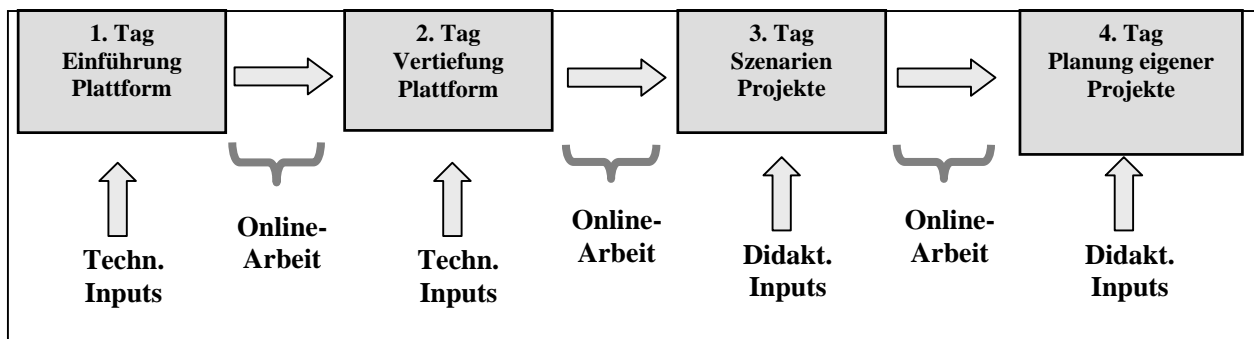 1. Tag
Einführung
Plattform
2. Tag
Vertiefung
Plattform
3. Tag
Szenarien
Projekte
4. Tag
Planung eigener
Projekte
Techn.
Inputs
Online-
Arbeit
Techn.
Inputs
Online-
Arbeit
Didakt.
Inputs
Online-
Arbeit
Didakt.
Inputs